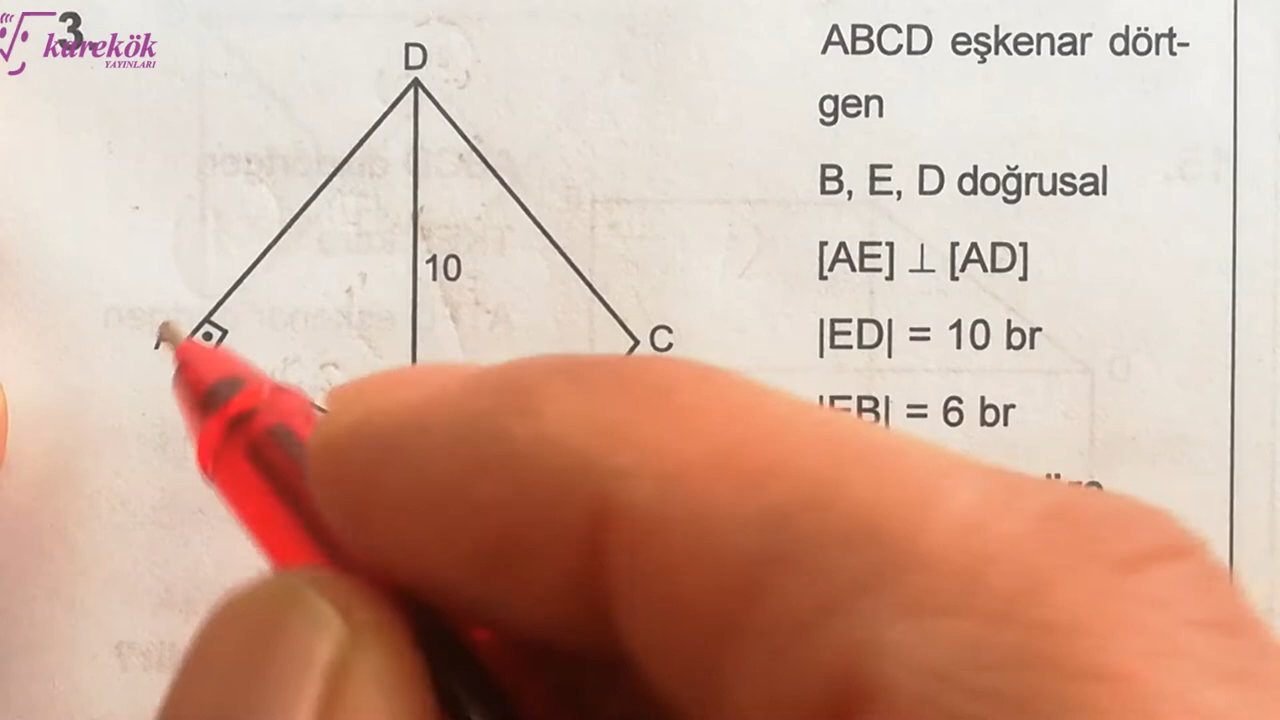 3.
karekök
YAYINLARI
D
10
C
ABCD eşkenar dört-
gen
B, E, D doğrusal
[AE] ⊥ [AD]
|ED| = 10 br
|EB| = 6 br